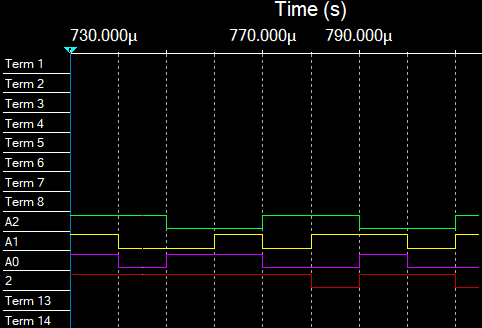 Time (s)
730.000µ 770.000µ 790.000µ
Term 1
Term 2
Term 3
Term 4
Term 5
Term 6
Term 7
Term 8
A2
A1
A0
2
Term 13
Term 14